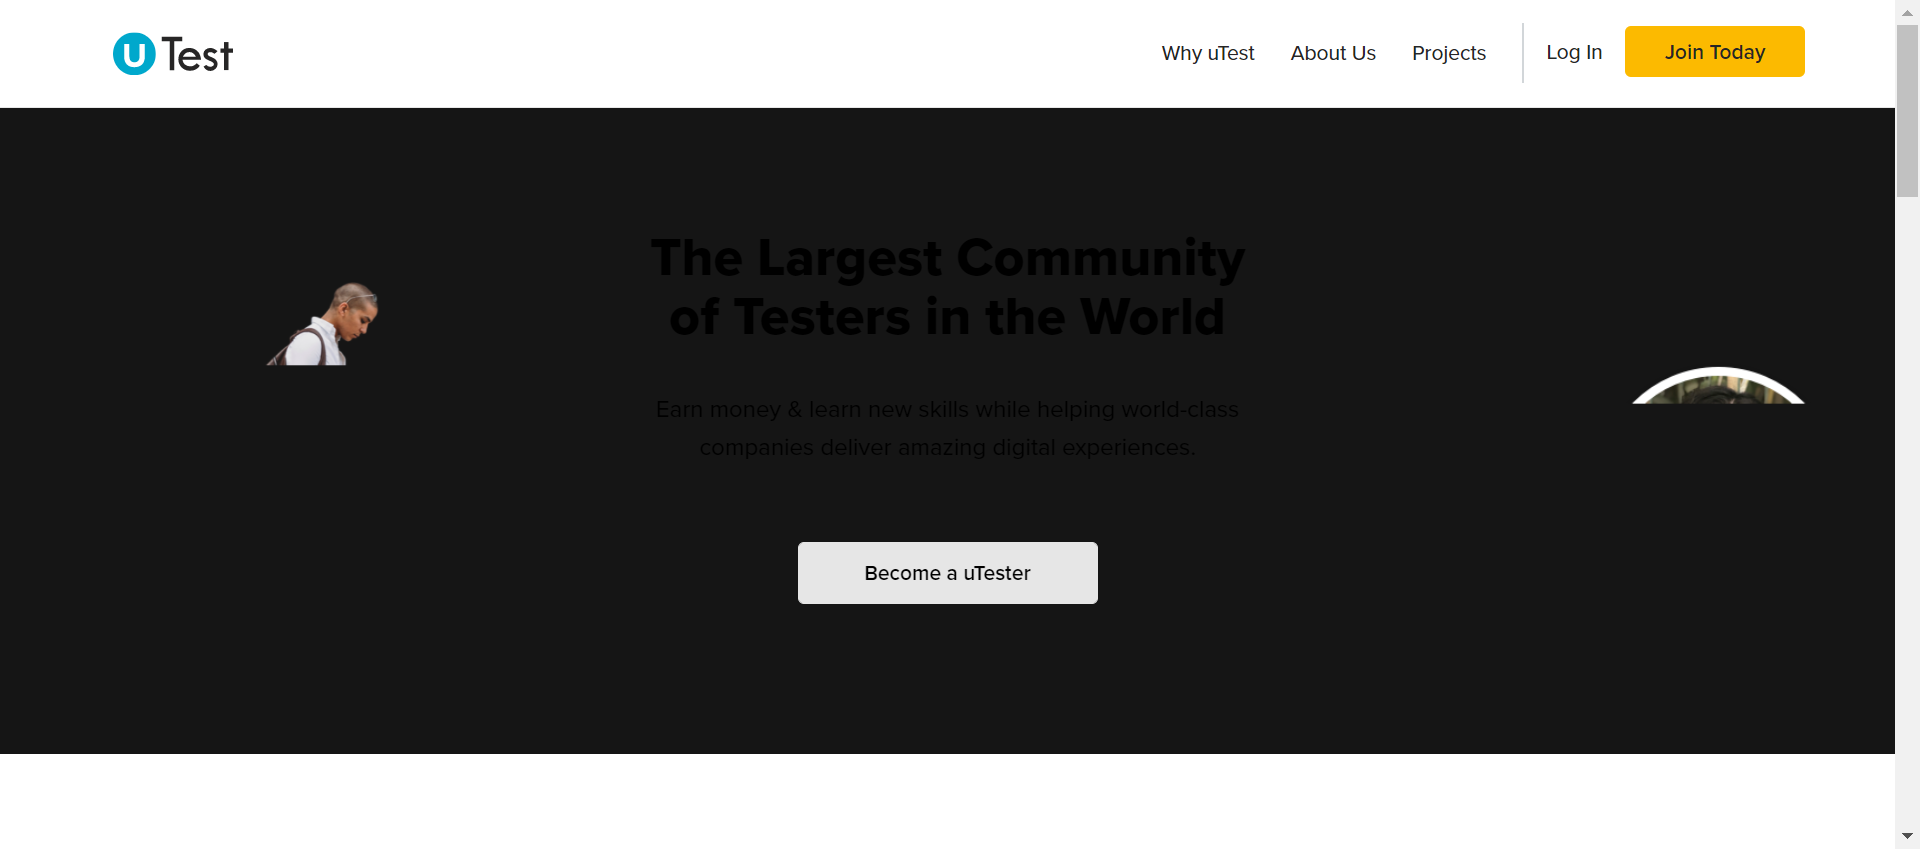 uTest
Why uTest
About Us
Projects
Log In
Join Today
The Largest Community
of Testers in the World
Earn money & learn new skills while helping world-class
companies deliver amazing digital experiences.
Become a uTester